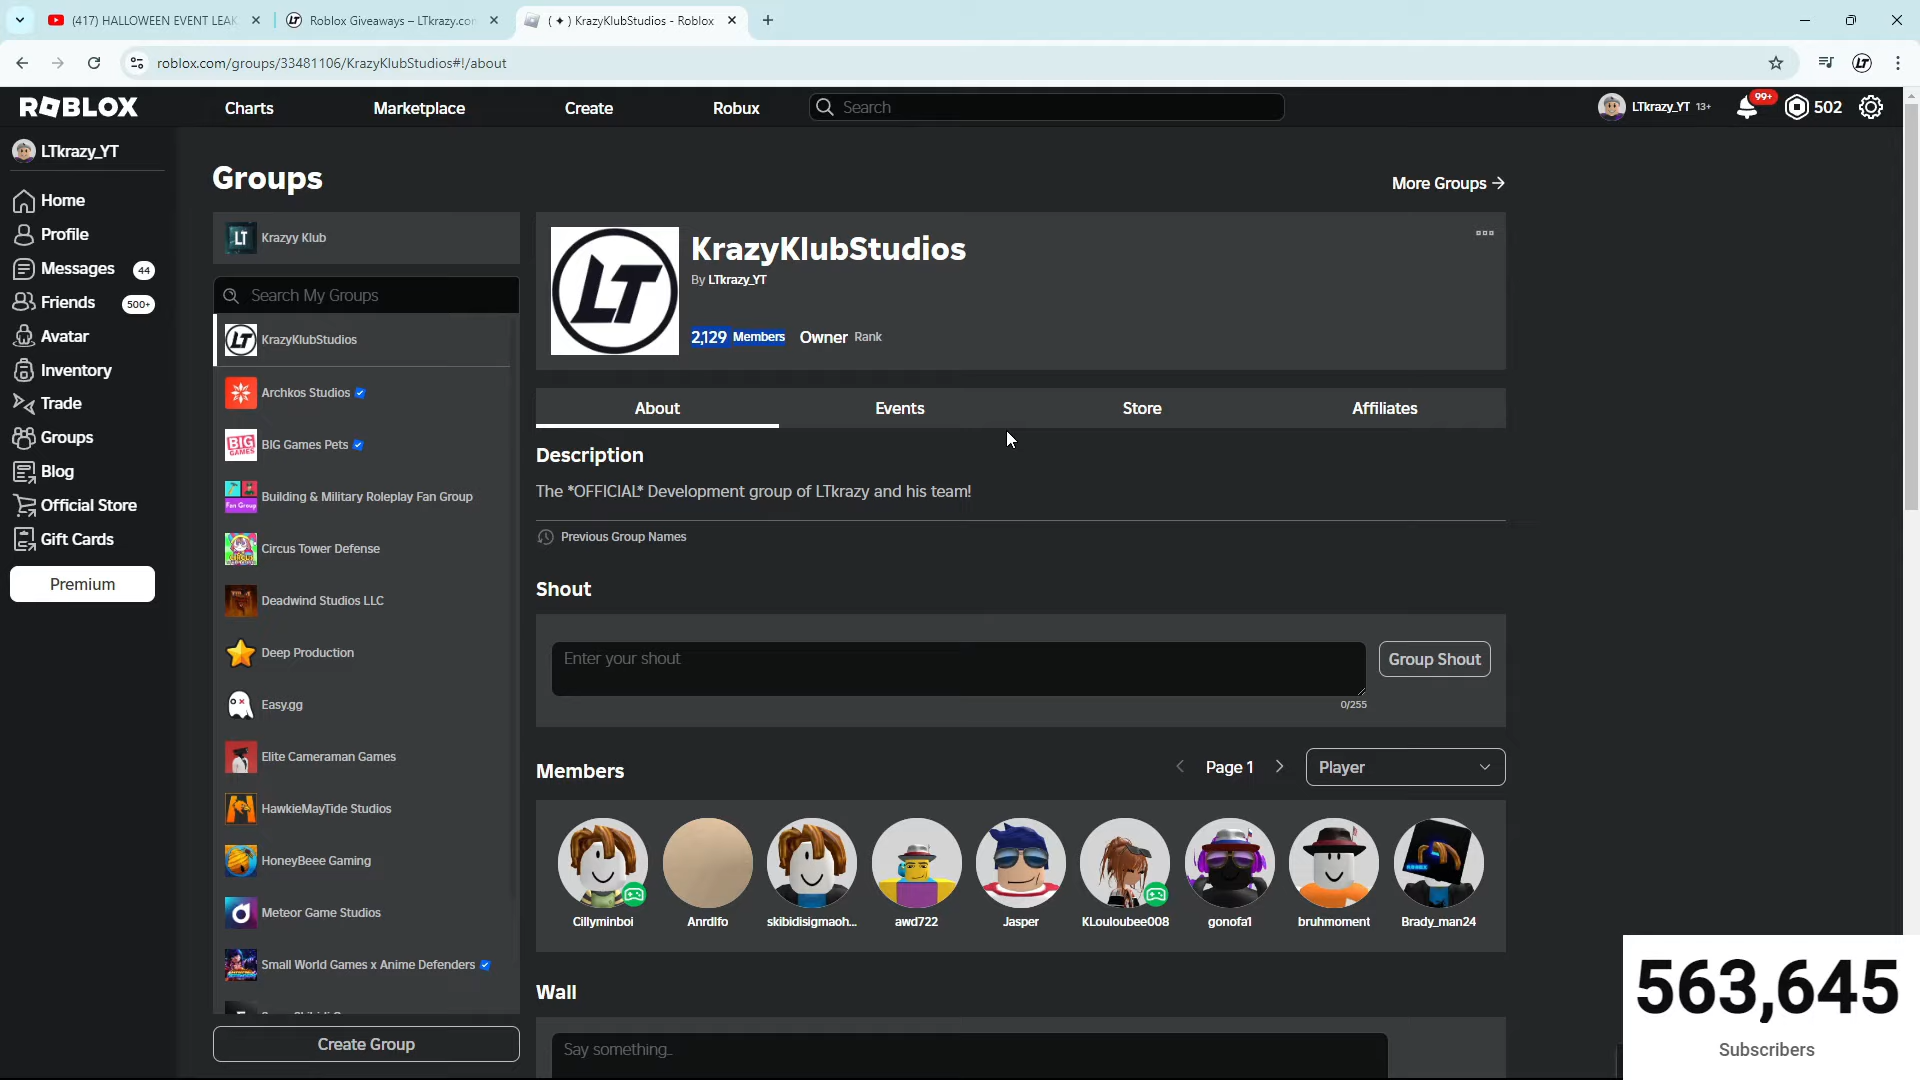 (417) HALLOWEEN EVENT LEAK
Roblox Giveaways – LTkrazy.com
( ✦ ) KrazyKlubStudios - Roblox
roblox.com/groups/33481106/KrazyKlubStudios#!/about
ROBLOX
Charts
Marketplace
Create
Robux
Search
LTkrazy_YT 13+
99+
502
LTkrazy_YT
Home
Profile
Messages 44
Friends 500+
Avatar
Inventory
Trade
Groups
Blog
Official Store
Gift Cards
Premium
Groups
More Groups →
LT
Krazyy Klub
Search My Groups
KrazyKlubStudios
Archkos Studios
BIG GAMES
BIG Games Pets
Fan Group
Building & Military Roleplay Fan Group
Circus Tower Defense
Deadwind Studios LLC
Deep Production
Easy.gg
Elite Cameraman Games
HawkieMayTide Studios
HoneyBeee Gaming
Meteor Game Studios
Small World Games x Anime Defenders
Create Group
LT
KrazyKlubStudios
By LTkrazy_YT
2,129 Members Owner Rank
About
Events
Store
Affiliates
Description
The *OFFICIAL* Development group of LTkrazy and his team!
Previous Group Names
Shout
Enter your shout
Group Shout
0/255
Members
Page 1
Player
Cillyminboi
Anrdlfo
skibidisigmaoh...
awd722
Jasper
KLouloubee008
gonofa1
bruhmoment
Brady_man24
Wall
Say something...
563,645
Subscribers